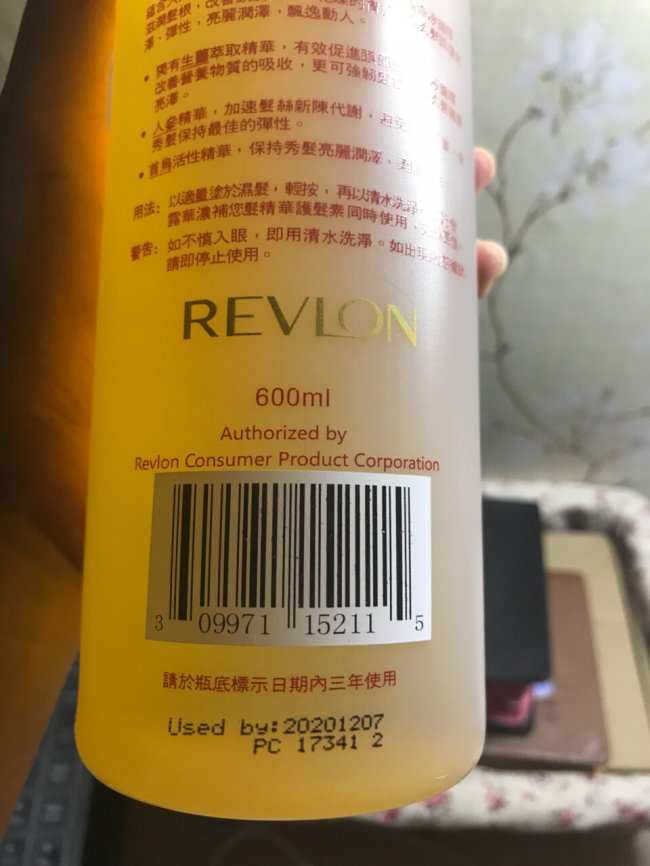 滋潤髮根，改善
澤、彈性，亮麗潤澤，飄逸動人。
• 獨有生薑萃取精華，有效促進頭部
改善營養物質的吸收，更可強韌髮
亮澤。
• 人參精華，加速髮絲新陳代謝，避免
秀髮保持最佳的彈性。
• 首烏活性精華，保持秀髮亮麗潤澤，柔
用法：以適量塗於濕髮，輕按，再以清水洗淨
露華濃補您髮精華護髮素同時使用，
警告：如不慎入眼，即用清水洗淨。如出現
請即停止使用。
REVLON
600ml
Authorized by
Revlon Consumer Product Corporation
3 09971 15211 5
請於瓶底標示日期內三年使用
Used by:20201207
PC 17341 2